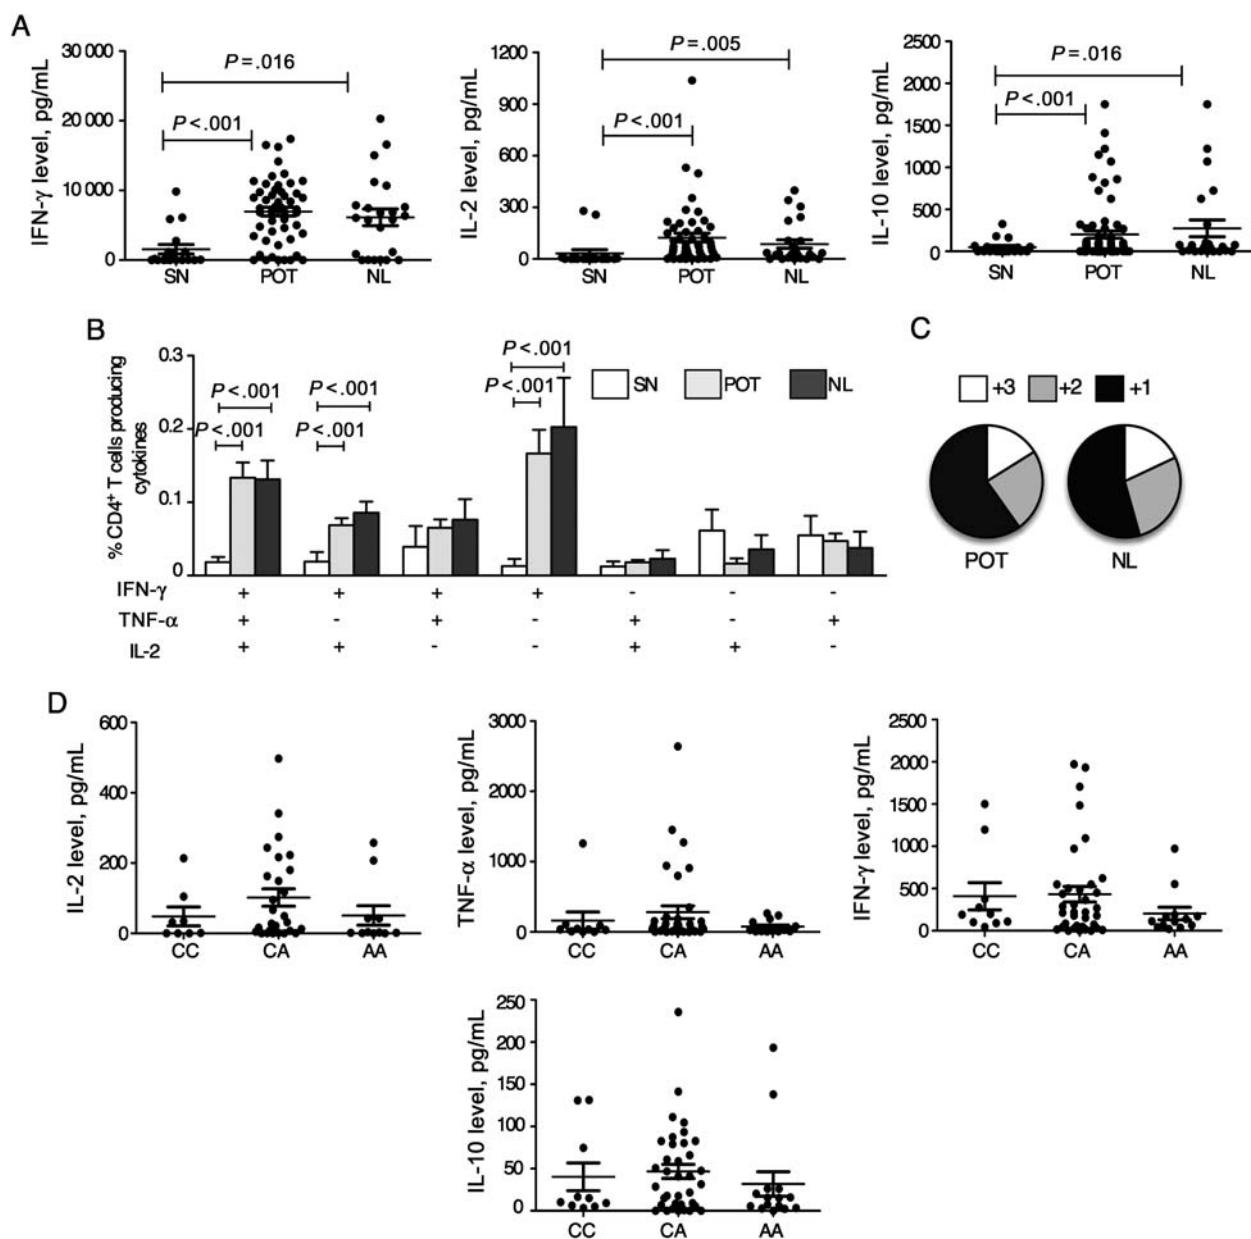 A
IFN-γ level, pg/mL
30 000
20 000
10 000
0
P = .016
P < .001
SN POT NL
IL-2 level, pg/mL
1200
900
600
300
0
P = .005
P < .001
SN POT NL
IL-10 level, pg/mL
2500
2000
1500
1000
500
0
P = .016
P < .001
SN POT NL
B
% CD4⁺ T cells producing
cytokines
0.3
0.2
0.1
0
P < .001
P < .001
P < .001
P < .001
P < .001
P < .001
SN POT NL
IFN-γ + + + + - - -
TNF-α + - + - + - +
IL-2 + + - - + + -
C
+3 +2 +1
POT NL
D
IL-2 level, pg/mL
600
400
200
0
CC CA AA
TNF-α level, pg/mL
3000
2000
1000
0
CC CA AA
IFN-γ level, pg/mL
2500
2000
1500
1000
500
0
CC CA AA
IL-10 level, pg/mL
250
200
150
100
50
0
CC CA AA